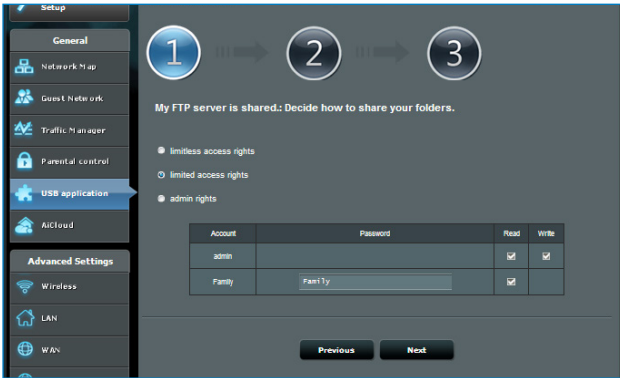 Setup
General
Network Map
Guest Network
Traffic Manager
Parental control
USB application
AiCloud
Advanced Settings
Wireless
LAN
WAN
1 2 3
My FTP server is shared.: Decide how to share your folders.
limitless access rights
limited access rights
admin rights
Account Password Read Write
admin
Family Family
Previous Next